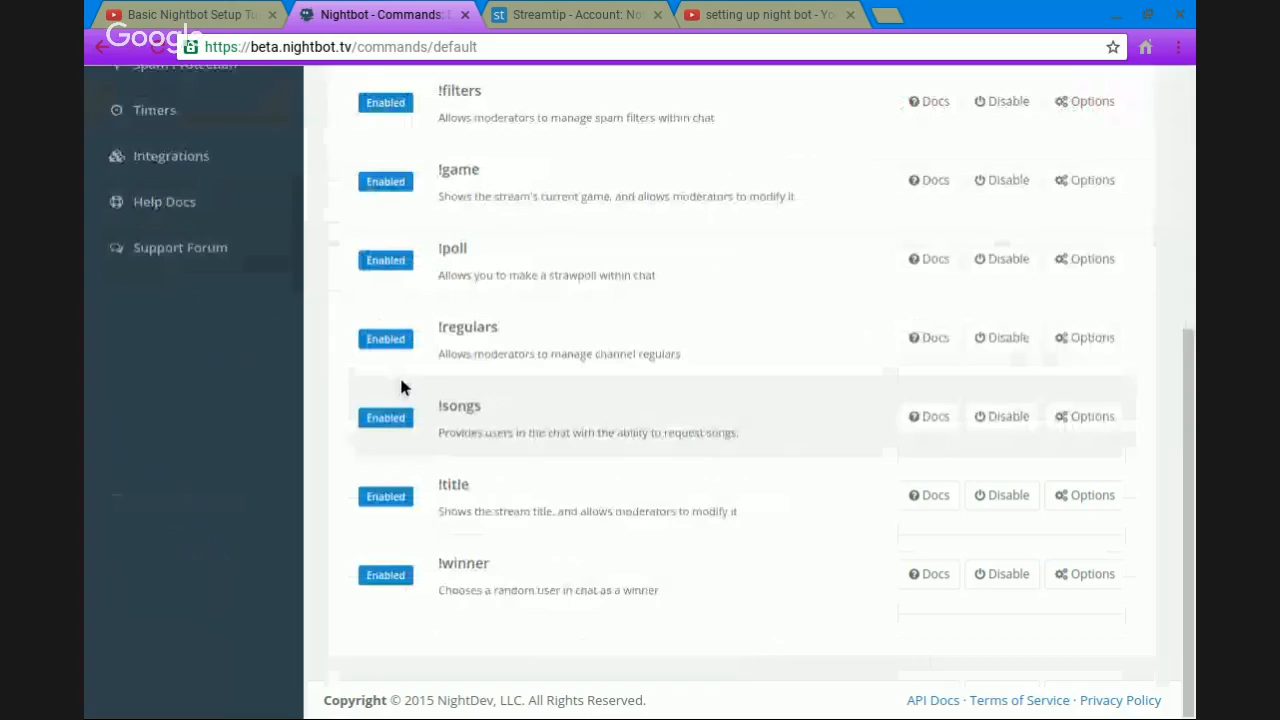 Basic Nightbot Setup Tu
Nightbot - Commands:
Streamtip - Account: No
setting up night bot - Yo
Google
https://beta.nightbot.tv/commands/default
Spam Protection
Timers
Integrations
Help Docs
Support Forum
Enabled !filters Docs Disable Options
Allows moderators to manage spam filters within chat
Enabled !game Docs Disable Options
Shows the stream's current game, and allows moderators to modify it
Enabled !poll Docs Disable Options
Allows you to make a strawpoll within chat
Enabled !regulars Docs Disable Options
Allows moderators to manage channel regulars
Enabled !songs Docs Disable Options
Provides users in the chat with the ability to request songs.
Enabled !title Docs Disable Options
Shows the stream title, and allows moderators to modify it
Enabled !winner Docs Disable Options
Chooses a random user in chat as a winner
Copyright © 2015 NightDev, LLC. All Rights Reserved.
API Docs · Terms of Service · Privacy Policy